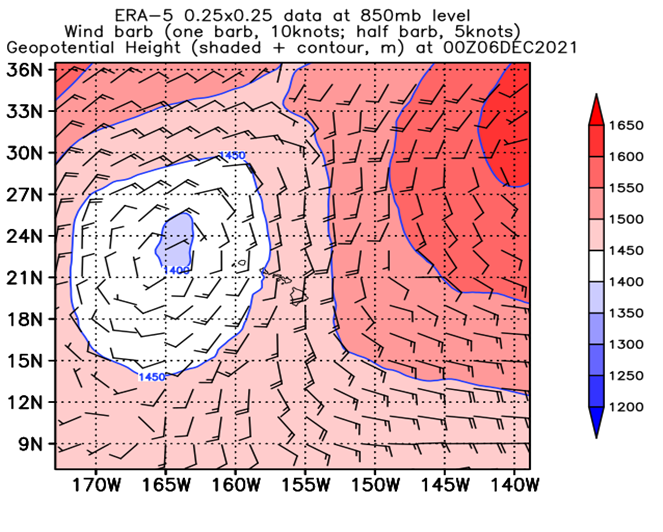 ERA−5 0.25x0.25 data at 850mb level
Wind barb (one barb, 10knots; half barb, 5knots)
Geopotential Height (shaded + contour, m) at 00Z06DEC2021
36N
33N
30N
27N
24N
21N
18N
15N
12N
9N
1450
1400
1450
170W 165W 160W 155W 150W 145W 140W
1650
1600
1550
1500
1450
1400
1350
1300
1250
1200